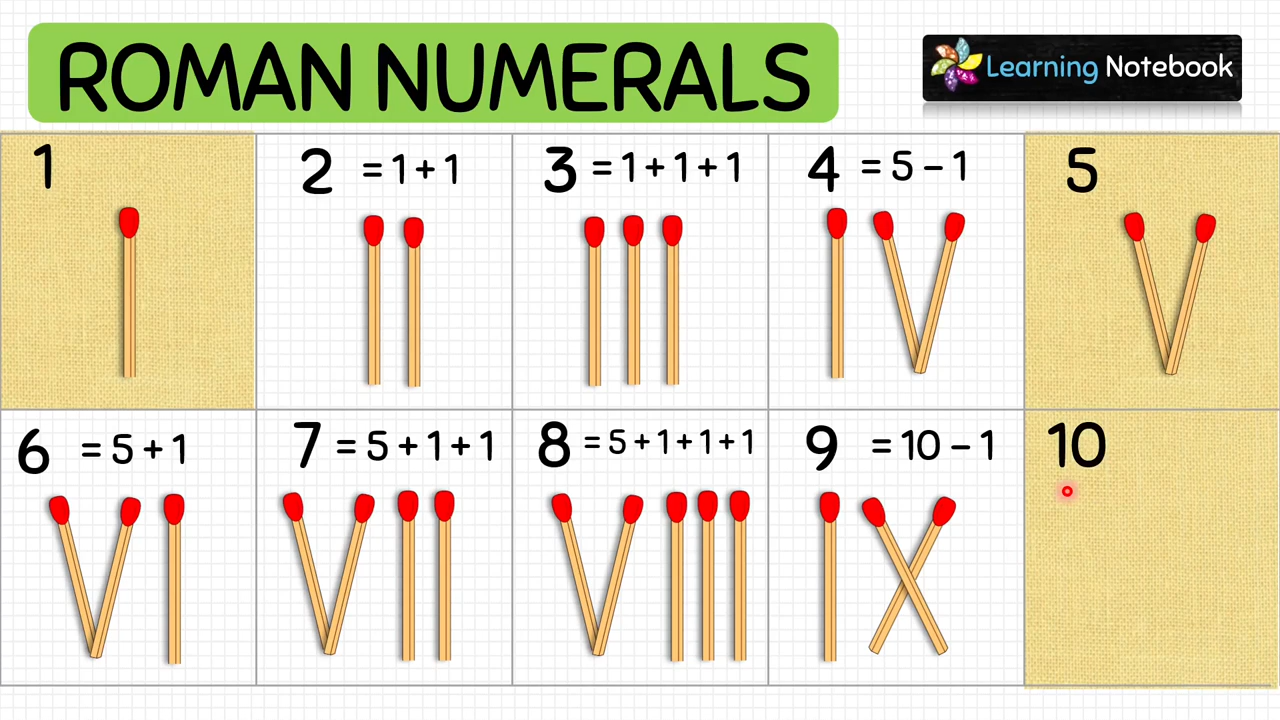 ROMAN NUMERALS
Learning Notebook
1
2 = 1 + 1
3 = 1 + 1 + 1
4 = 5 - 1
5
6 = 5 + 1
7 = 5 + 1 + 1
8 = 5 + 1 + 1 + 1
9 = 10 - 1
10